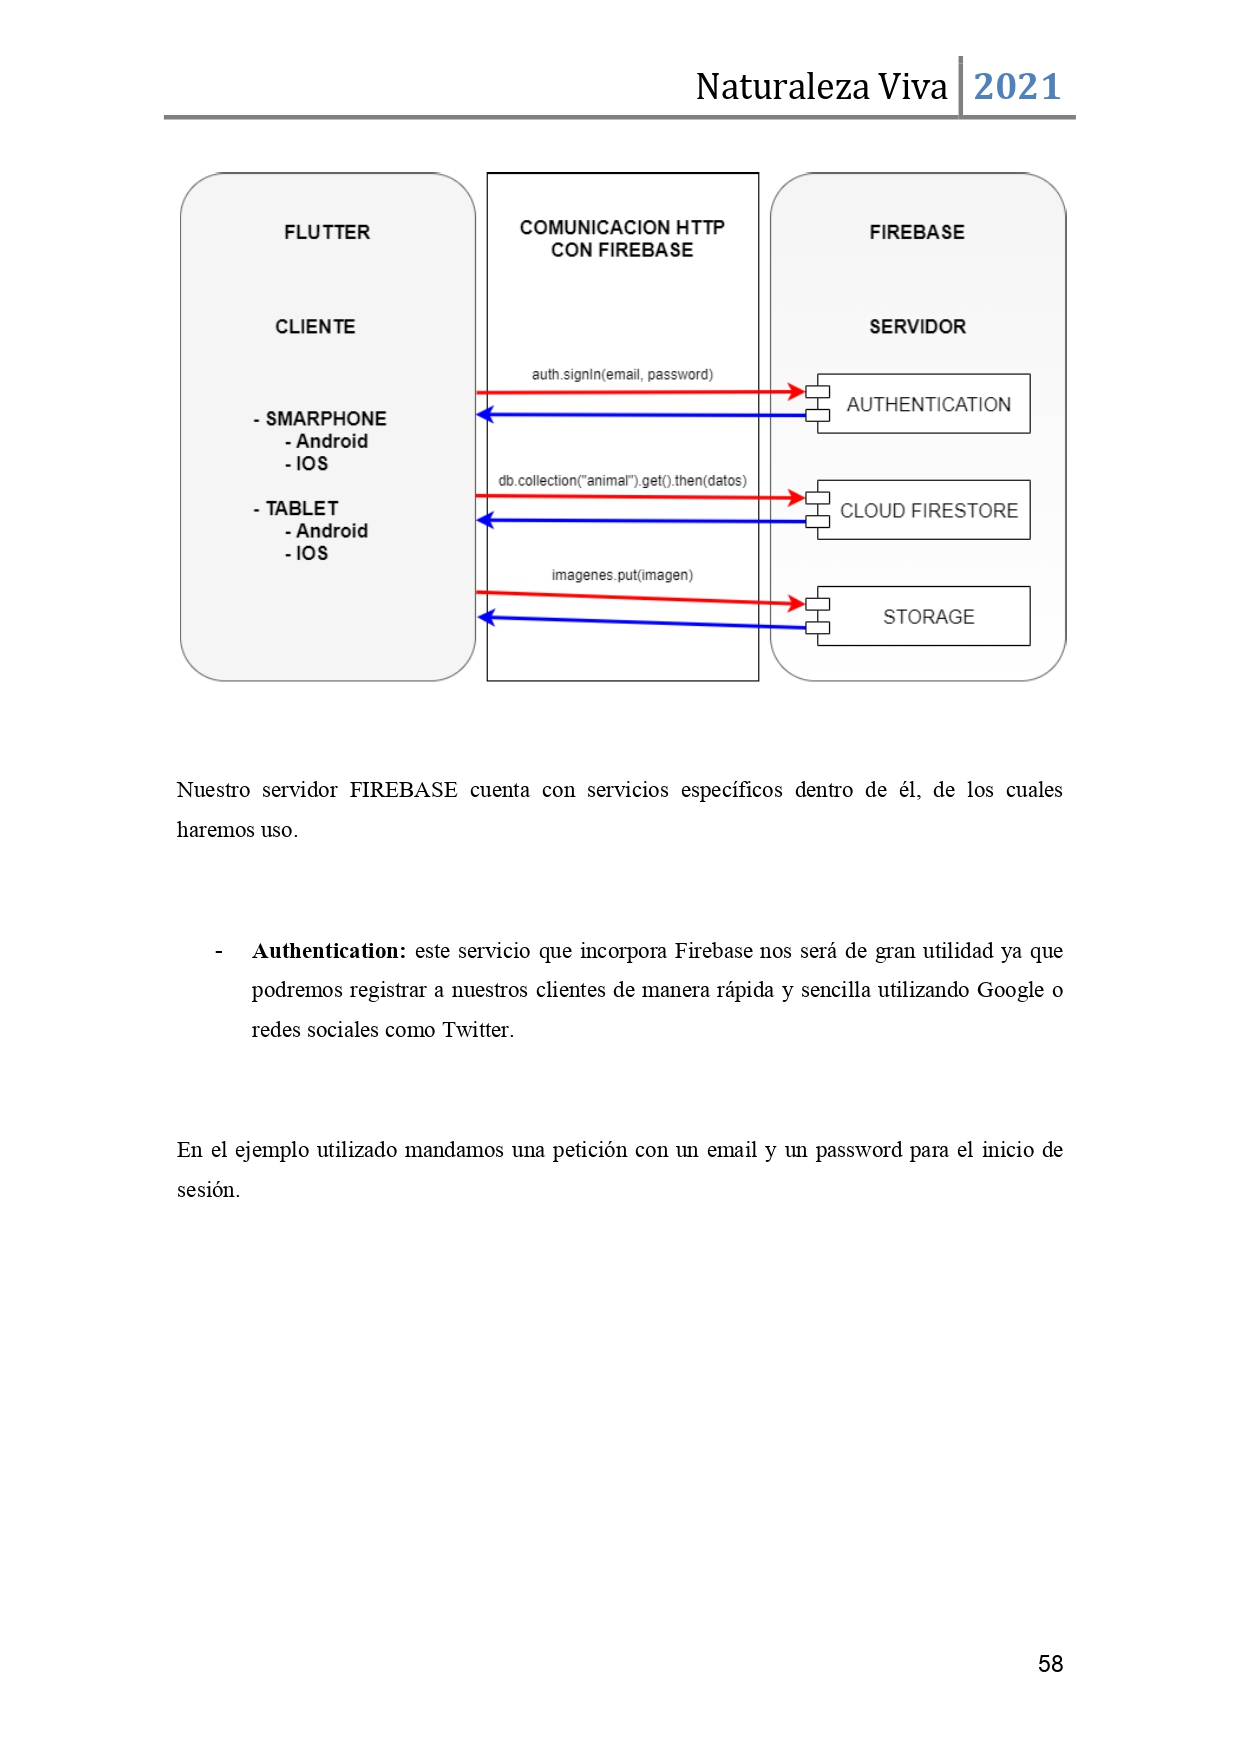 Naturaleza Viva 2021
FLUTTER
CLIENTE
- SMARPHONE
- Android
- IOS
- TABLET
- Android
- IOS
COMUNICACION HTTP
CON FIREBASE
auth.signIn(email, password)
db.collection("animal").get().then(datos)
imagenes.put(imagen)
FIREBASE
SERVIDOR
AUTHENTICATION
CLOUD FIRESTORE
STORAGE
Nuestro servidor FIREBASE cuenta con servicios específicos dentro de él, de los cuales
haremos uso.
- Authentication: este servicio que incorpora Firebase nos será de gran utilidad ya que
podremos registrar a nuestros clientes de manera rápida y sencilla utilizando Google o
redes sociales como Twitter.
En el ejemplo utilizado mandamos una petición con un email y un password para el inicio de
sesión.
58